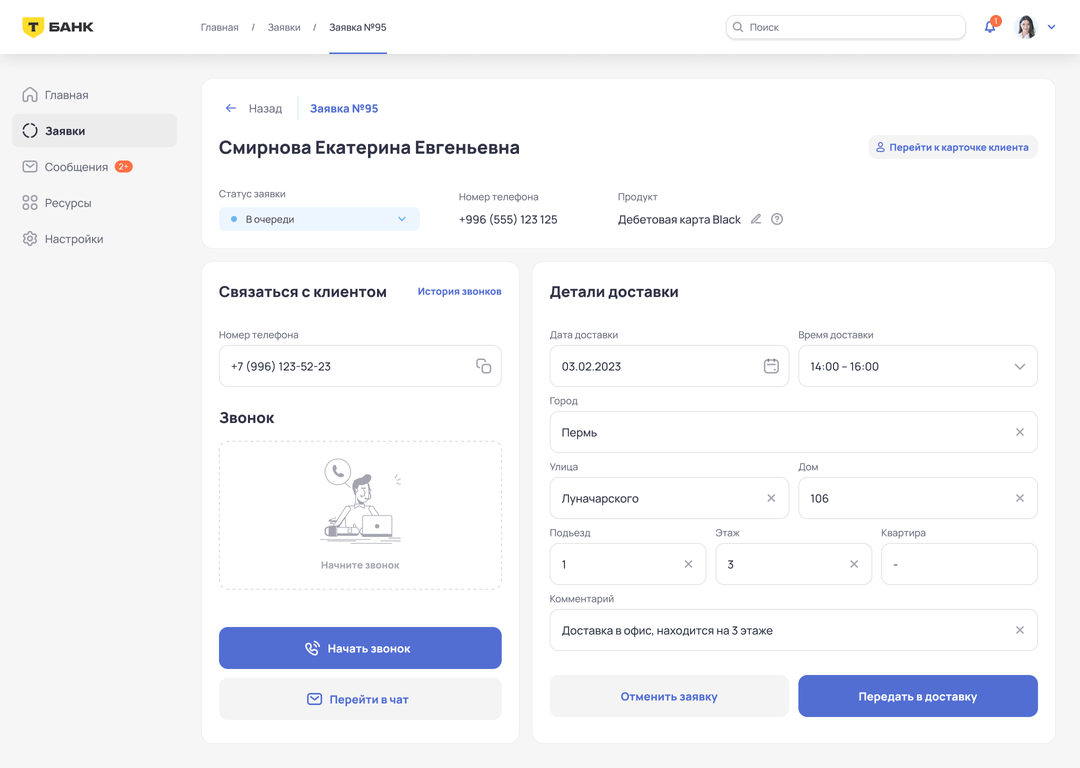 Т БАНК
Главная / Заявки / Заявка №95
Поиск
1
Главная
Заявки
Сообщения 2+
Ресурсы
Настройки
Назад
Заявка №95
Смирнова Екатерина Евгеньевна
Перейти к карточке клиента
Статус заявки
В очереди
Номер телефона
+996 (555) 123 125
Продукт
Дебетовая карта Black
Связаться с клиентом
История звонков
Номер телефона
+7 (996) 123-52-23
Звонок
Начните звонок
Начать звонок
Перейти в чат
Детали доставки
Дата доставки
03.02.2023
Время доставки
14:00 – 16:00
Город
Пермь
Улица
Луначарского
Дом
106
Подьезд
1
Этаж
3
Квартира
-
Комментарий
Доставка в офис, находится на 3 этаже
Отменить заявку
Передать в доставку